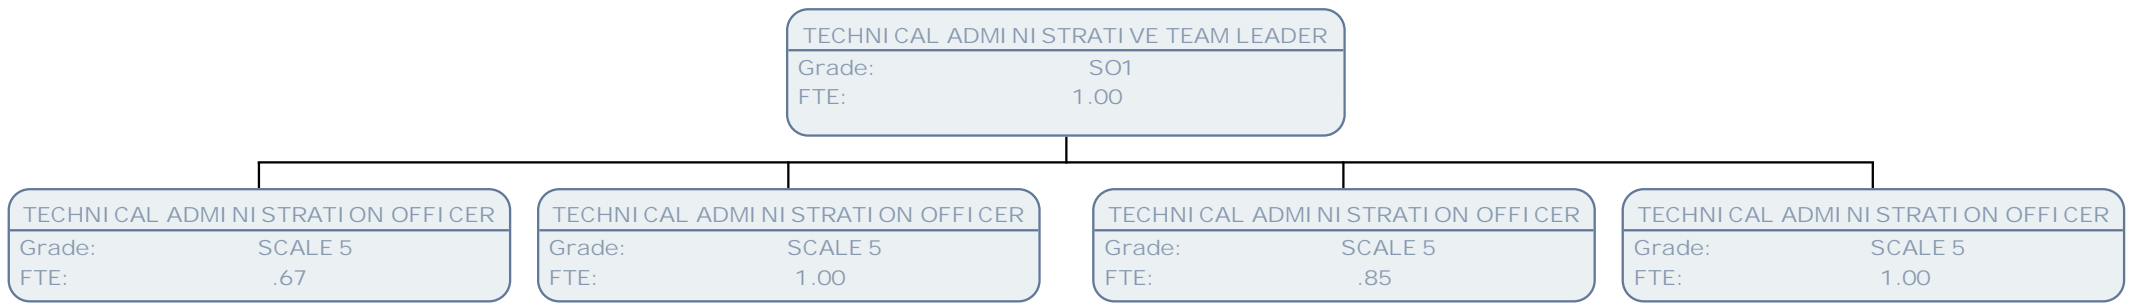 TECHNICAL ADMINISTRATIVE TEAM LEADER
Grade: SO1
FTE: 1.00
TECHNICAL ADMINISTRATION OFFICER
Grade: SCALE 5
FTE: .67
TECHNICAL ADMINISTRATION OFFICER
Grade: SCALE 5
FTE: 1.00
TECHNICAL ADMINISTRATION OFFICER
Grade: SCALE 5
FTE: .85
TECHNICAL ADMINISTRATION OFFICER
Grade: SCALE 5
FTE: 1.00